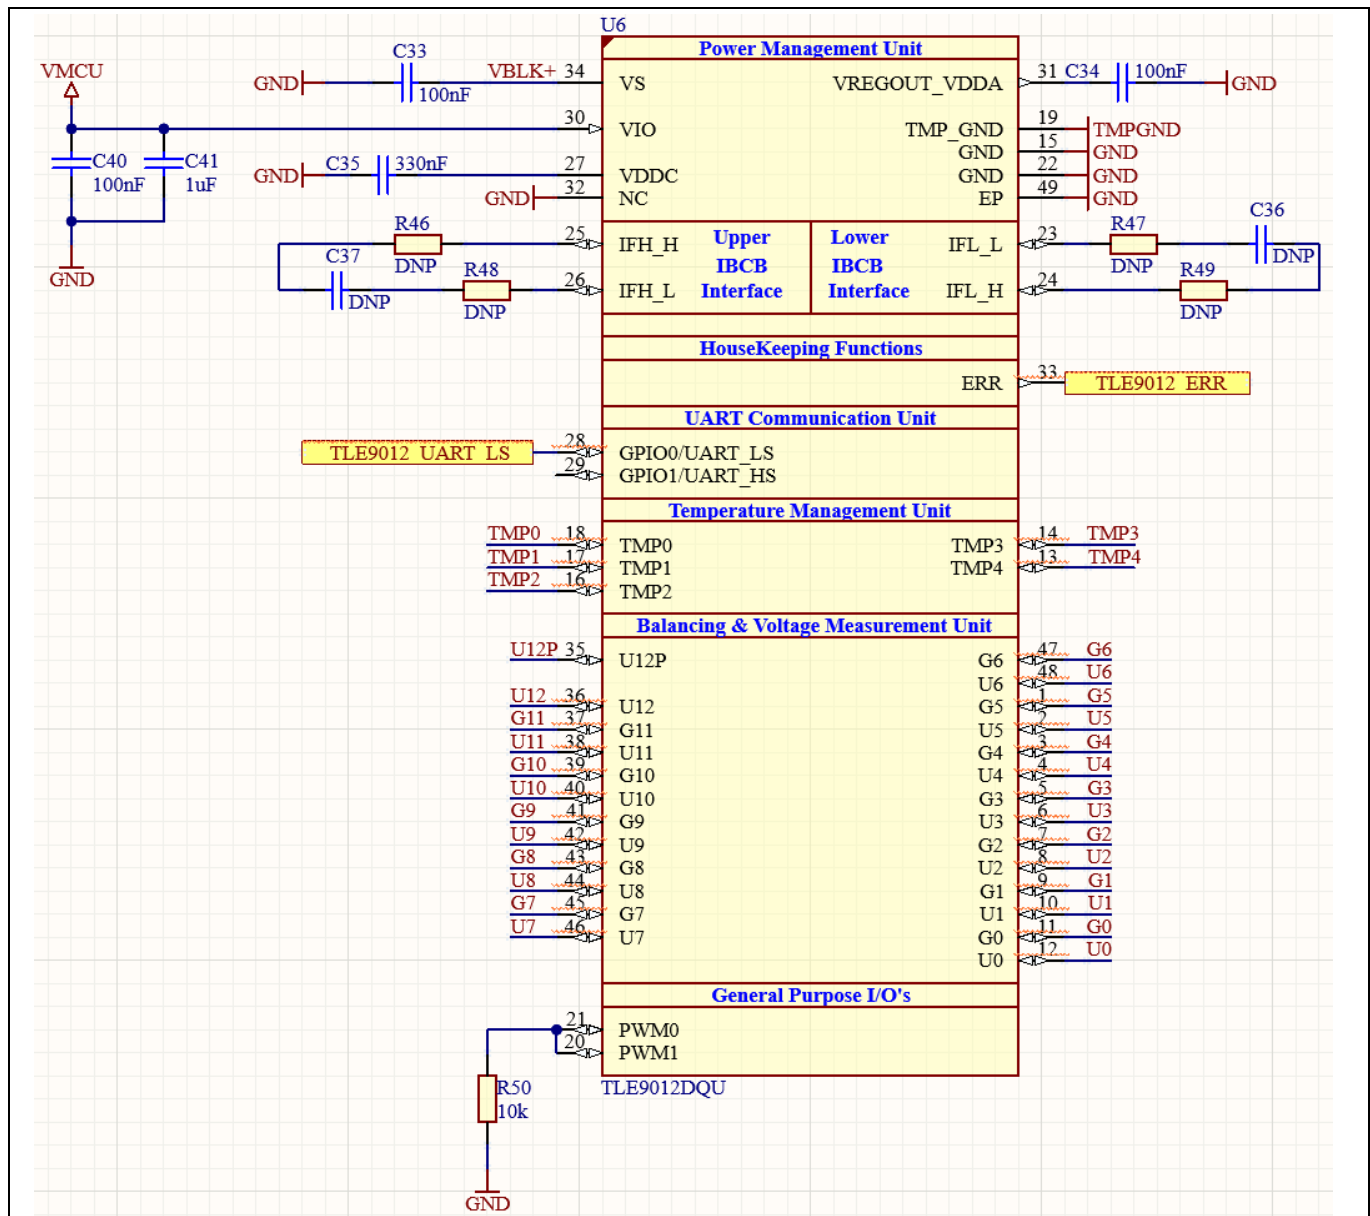 U6
Power Management Unit
C33
VMCU
VBLK+ 34
VS
VREGOUT_VDDA
31 C34 100nF
GND
GND
100nF
30
VIO
TMP_GND
19
TMPGND
GND
15
GND
C40
100nF
C41
1uF
GND
C35 330nF
27
VDDC
GND
22
GND
GND
32
NC
EP
49
GND
R46
25
IFH_H
Upper
IBCB
Interface
Lower
IBCB
Interface
IFL_L
23
R47
C36
DNP
C37
DNP
R48
DNP
26
IFH_L
IFL_H
24
DNP
DNP
R49
DNP
GND
HouseKeeping Functions
ERR
33
TLE9012_ERR
UART Communication Unit
TLE9012_UART_LS
28
GPIO0/UART_LS
29
GPIO1/UART_HS
Temperature Management Unit
TMP0 18
TMP0
TMP3
14 TMP3
TMP1 17
TMP1
TMP4
13 TMP4
TMP2 16
TMP2
Balancing & Voltage Measurement Unit
U12P 35
U12P
G6
47 G6
U6
48 U6
U12 36
U12
G5
1 G5
G11 37
G11
U5
2 U5
U11 38
U11
G4
3 G4
G10 39
G10
U4
4 U4
U10 40
U10
G3
5 G3
G9 41
G9
U3
6 U3
U9 42
U9
G2
7 G2
G8 43
G8
U2
8 U2
U8 44
U8
G1
9 G1
G7 45
G7
U1
10 U1
U7 46
U7
G0
11 G0
U0
12 U0
General Purpose I/O's
21
PWM0
20
PWM1
R50
10k
TLE9012DQU
GND